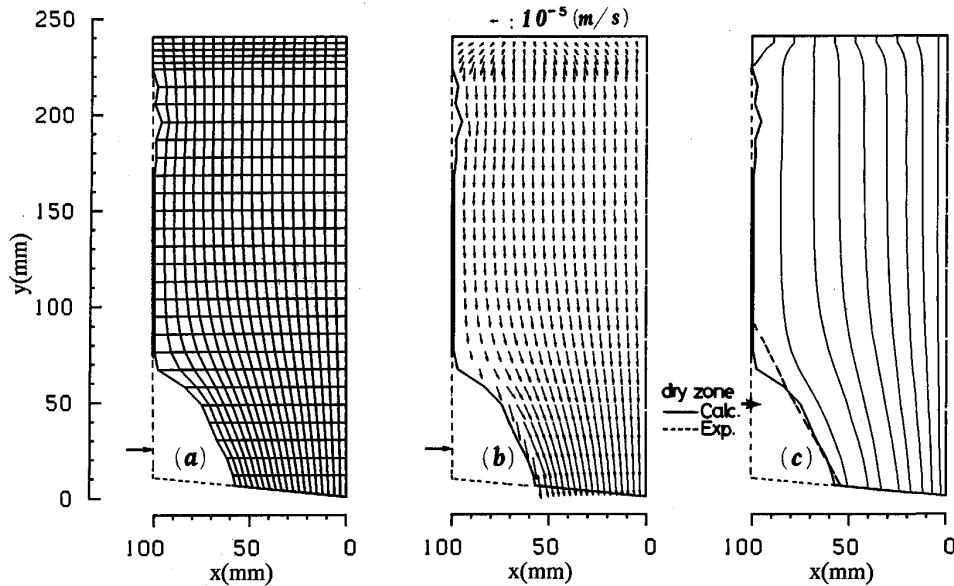 - : 10⁻⁵ (m/s)
250
200
150
100
50
0
y(mm)
(a)
(b)
(c)
dry zone
Calc.
Exp.
100 50 0
x(mm)
100 50 0
x(mm)
100 50 0
x(mm)